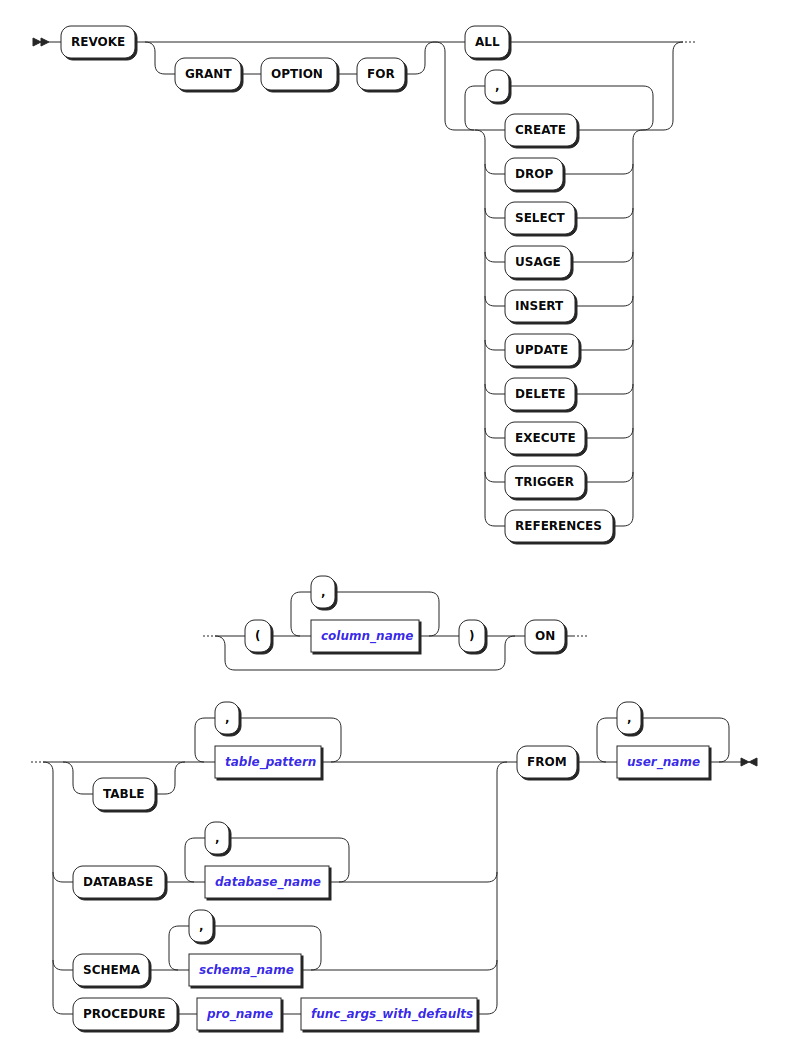 REVOKE ALL
GRANT OPTION FOR
,
CREATE
DROP
SELECT
USAGE
INSERT
UPDATE
DELETE
EXECUTE
TRIGGER
REFERENCES
,
( column_name ) ON
, ,
table_pattern FROM user_name
TABLE
,
DATABASE database_name
,
SCHEMA schema_name
PROCEDURE pro_name func_args_with_defaults